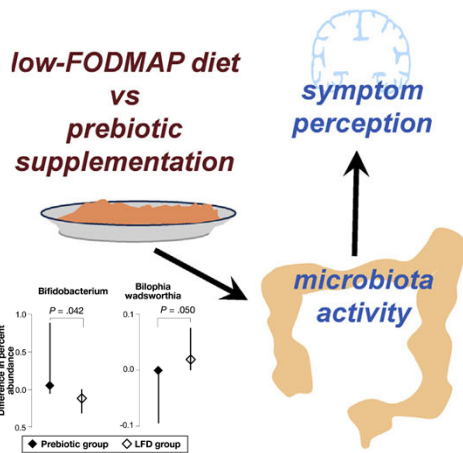 low-FODMAP diet
vs
prebiotic
supplementation
symptom
perception
microbiota
activity
Bifidobacterium
P = .042
Difference in percent
abundance
1.0
0.5
0.0
0.5
Bilophia
wadsworthia
P = .050
0.1
0.0
-0.1
Prebiotic group
LFD group